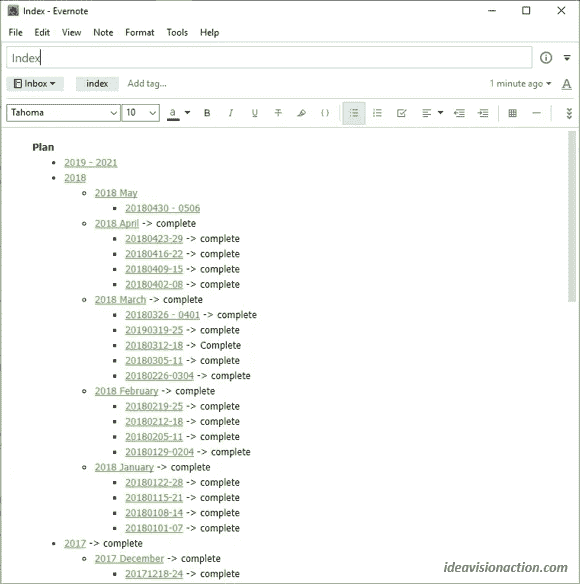 Index - Evernote
File Edit View Note Format Tools Help
Index
Inbox index Add tag... 1 minute ago
Tahoma 10 a B I U T
Plan
2019 - 2021
2018
2018 May
20180430 - 0506
2018 April -> complete
20180423-29 -> complete
20180416-22 -> complete
20180409-15 -> complete
20180402-08 -> complete
2018 March -> complete
20180326 - 0401 -> complete
20190319-25 -> complete
20180312-18 -> Complete
20180305-11 -> complete
20180226-0304 -> complete
2018 February -> complete
20180219-25 -> complete
20180212-18 -> complete
20180205-11 -> complete
20180129-0204 -> complete
2018 January -> complete
20180122-28 -> complete
20180115-21 -> complete
20180108-14 -> complete
20180101-07 -> complete
2017 -> complete
2017 December -> complete
20171218-24 -> complete
ideavisionaction.com